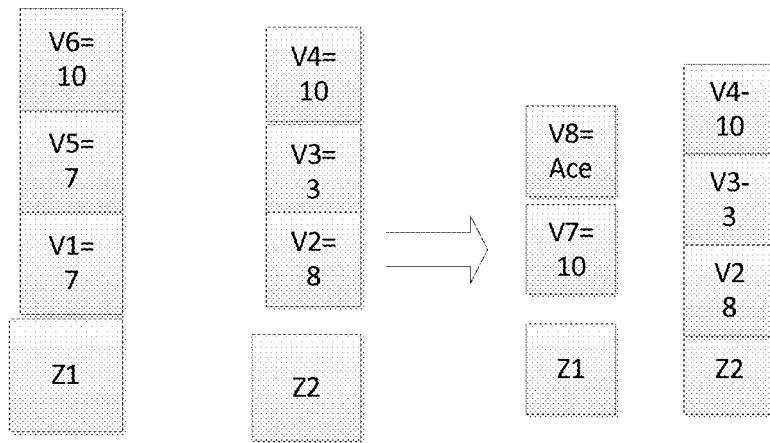 V6=
10
V5=
7
V1=
7
Z1
V4=
10
V3=
3
V2=
8
Z2
V8=
Ace
V7=
10
Z1
V4-
10
V3-
3
V2
8
Z2